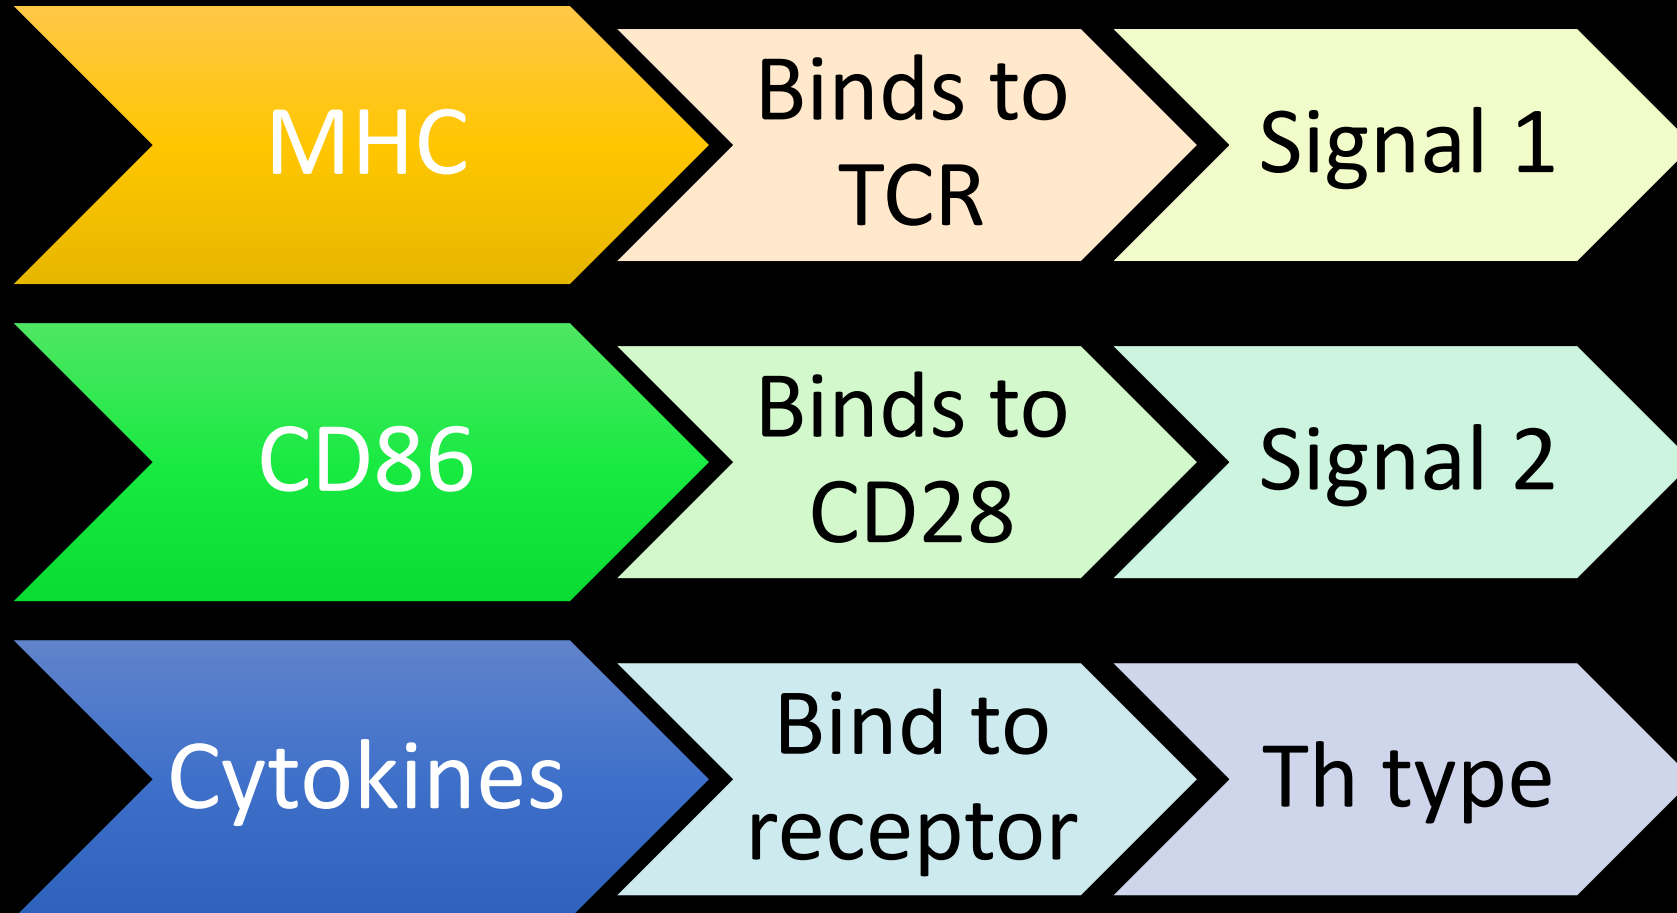 MHC
Binds to
TCR
Signal 1
CD86
Binds to
CD28
Signal 2
Cytokines
Bind to
receptor
Th type